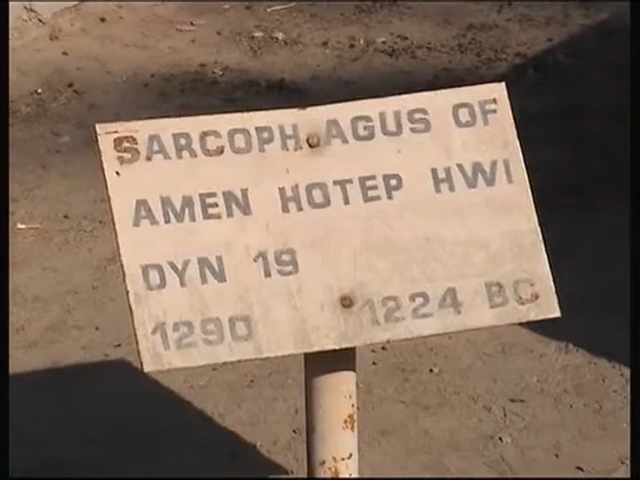 SARCOPHAGUS OF
AMEN HOTEP HWI
DYN 19
1290 1224 BC